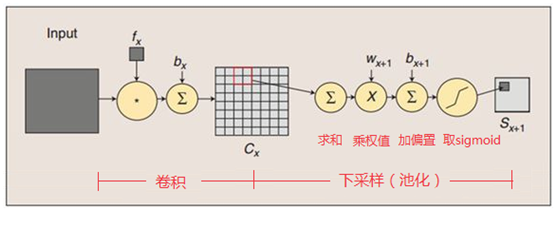 Input
fx
bx
wx+1
bx+1
Σ
Σ
X
Σ
Cx
Sx+1
求和 乘权值 加偏置 取sigmoid
卷积
下采样（池化）